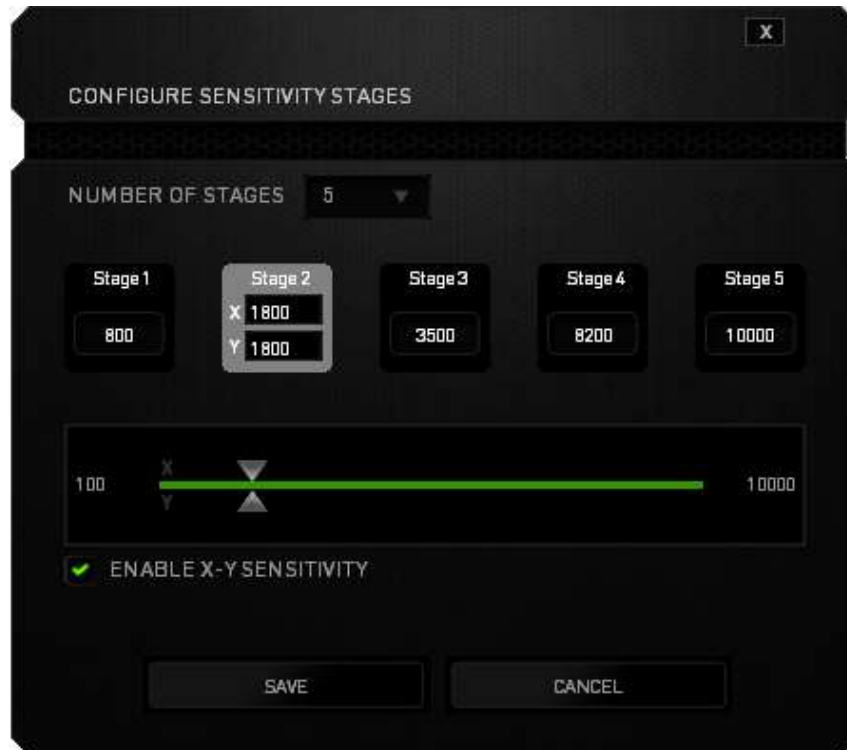 X
CONFIGURE SENSITIVITY STAGES
NUMBER OF STAGES 5
Stage 1 Stage 2 Stage 3 Stage 4 Stage 5
X 1800
800 3500 8200 10000
Y 1800
X
100 10000
Y
ENABLE X-Y SENSITIVITY
SAVE CANCEL